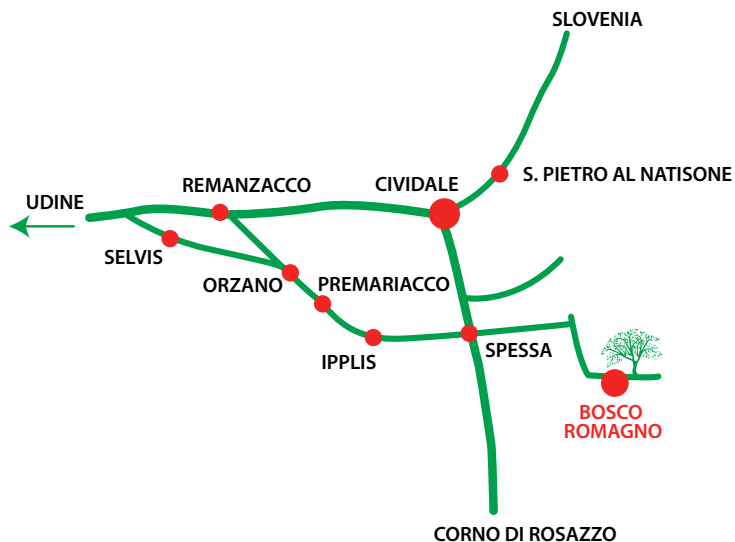 SLOVENIA
S. PIETRO AL NATISONE
CIVIDALE
REMANZACCO
UDINE
SELVIS
ORZANO
PREMARIACCO
IPPLIS
SPESSA
BOSCO
ROMAGNO
CORNO DI ROSAZZO